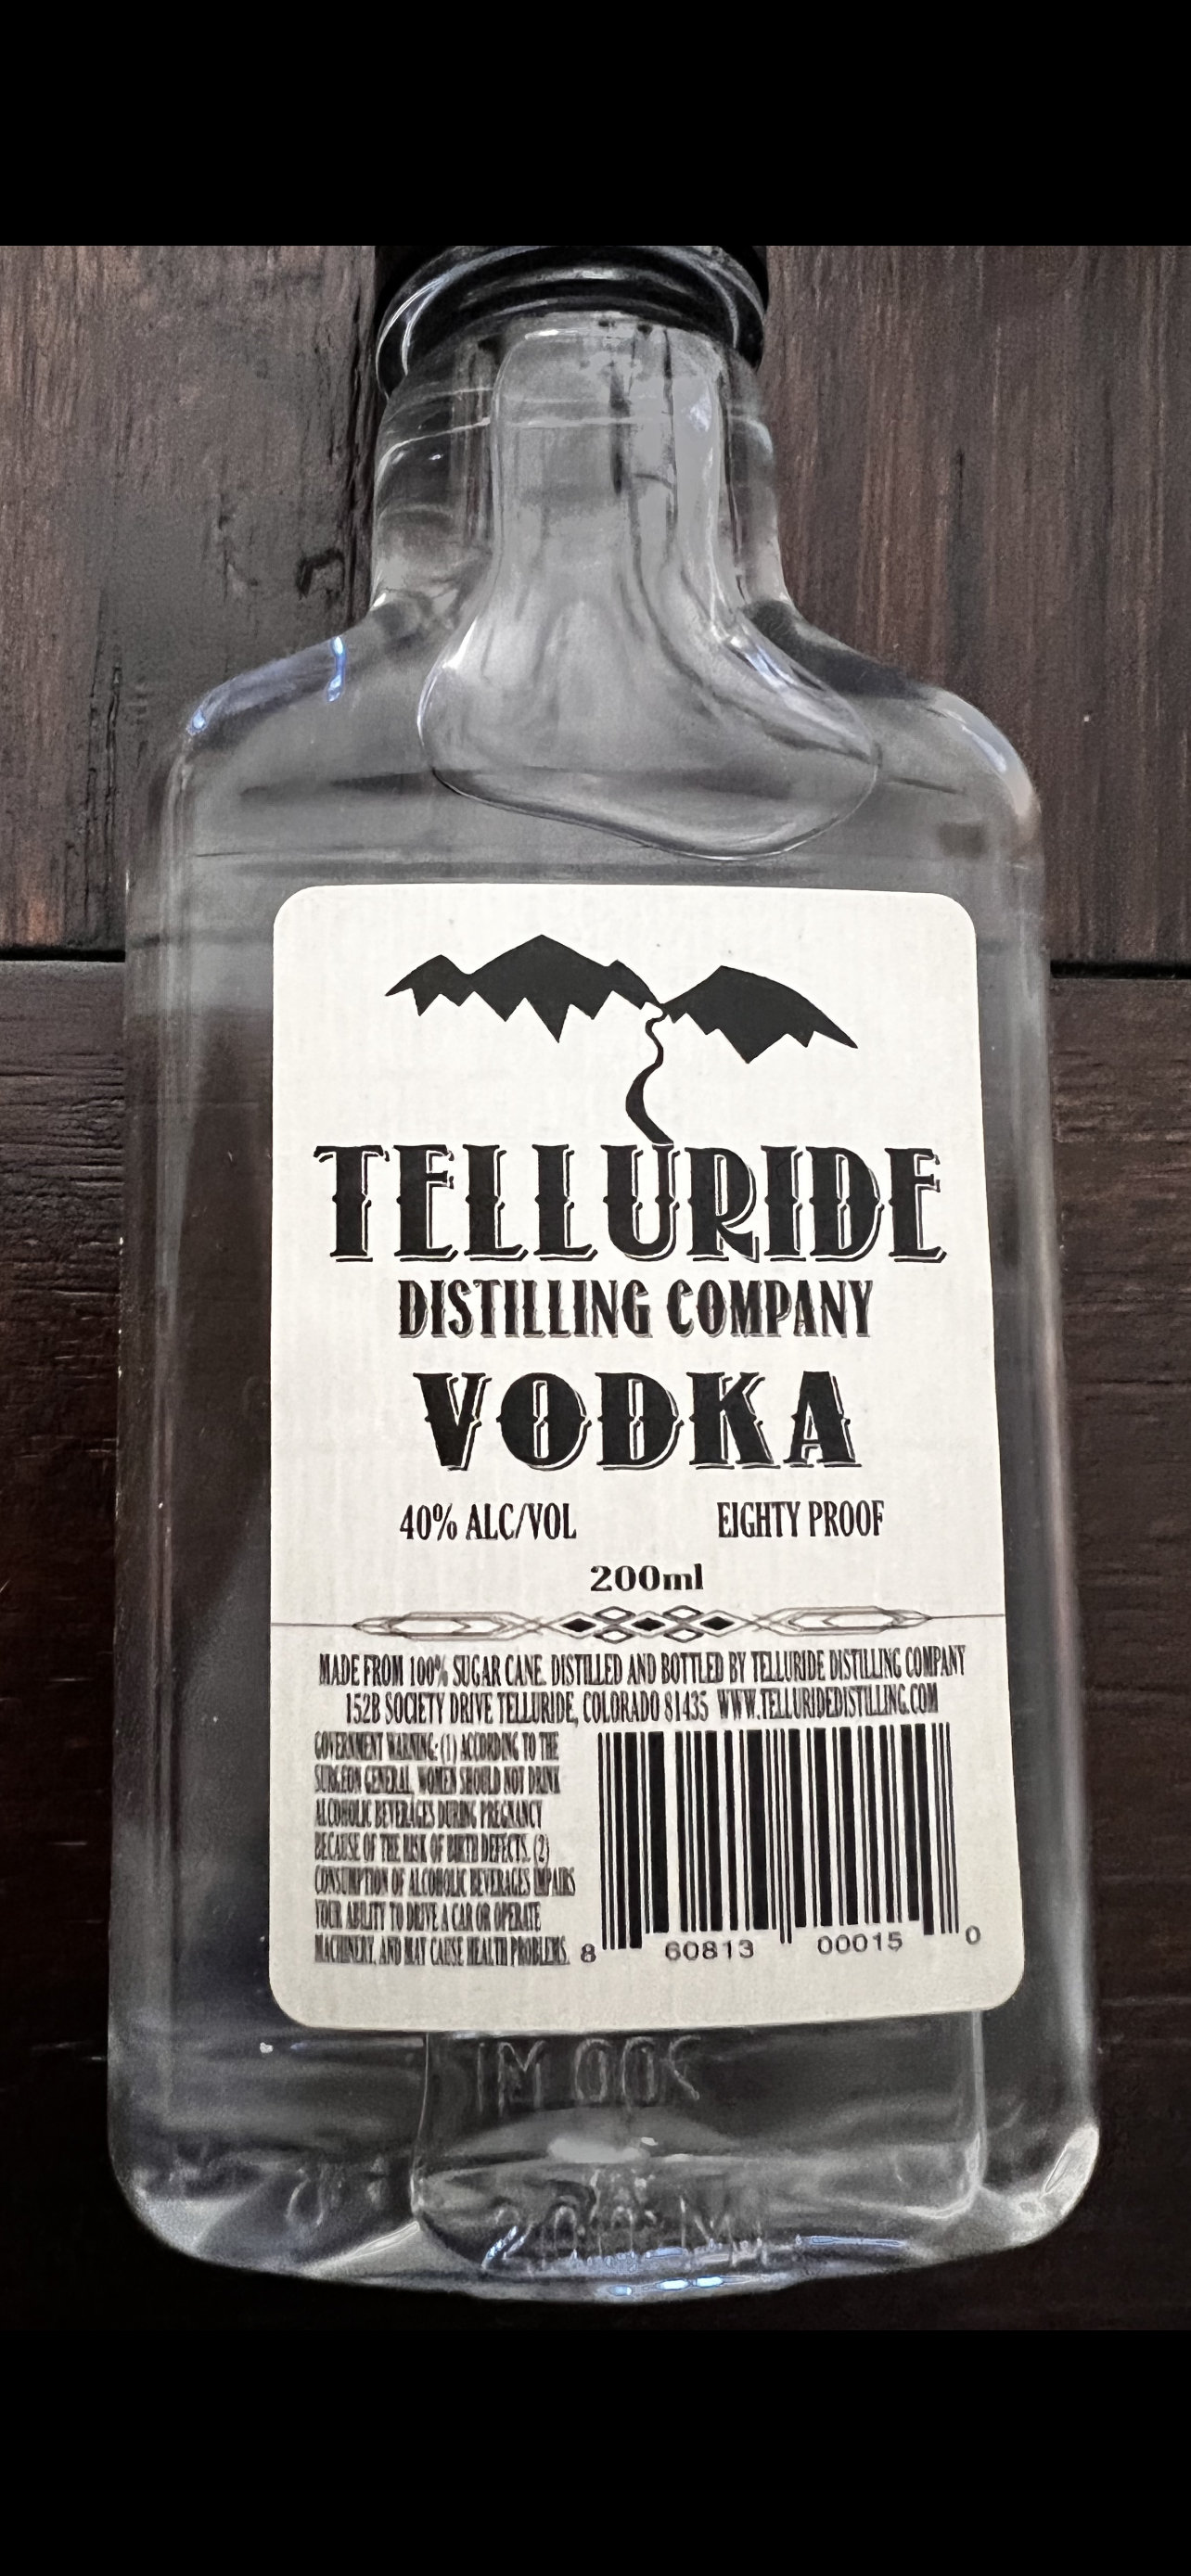 TELLURIDE
DISTILLING COMPANY
VODKA
40% ALC/VOL EIGHTY PROOF
200ml
MADE FROM 100% SUGAR CANE. DISTILLED AND BOTTLED BY TELLURIDE DISTILLING COMPANY
152B SOCIETY DRIVE TELLURIDE, COLORADO 81435 WWW.TELLURIDEDISTILLING.COM
GOVERNMENT WARNING: (1) ACCORDING TO THE
SURGEON GENERAL, WOMEN SHOULD NOT DRINK
ALCOHOLIC BEVERAGES DURING PREGNANCY
BECAUSE OF THE RISK OF BIRTH DEFECTS. (2)
CONSUMPTION OF ALCOHOLIC BEVERAGES IMPAIRS
YOUR ABILITY TO DRIVE A CAR OR OPERATE
MACHINERY, AND MAY CAUSE HEALTH PROBLEMS.
8 60813 00015 0
200 Ml